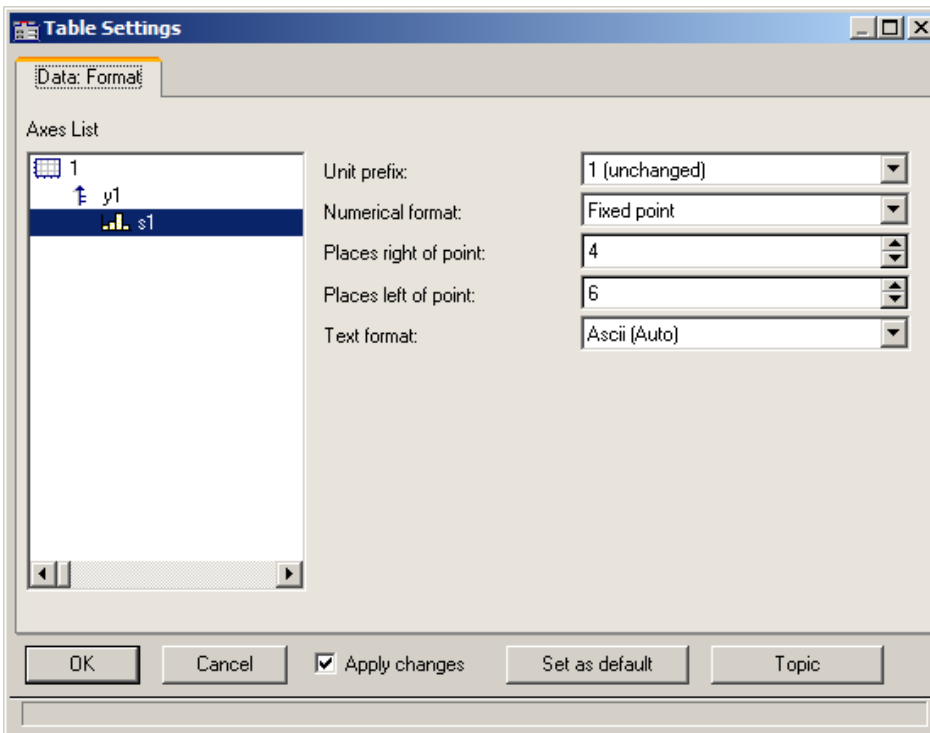 Table Settings
Data: Format
Axes List
1
y1
s1
Unit prefix: 1 (unchanged)
Numerical format: Fixed point
Places right of point: 4
Places left of point: 6
Text format: Ascii (Auto)
OK Cancel Apply changes Set as default Topic